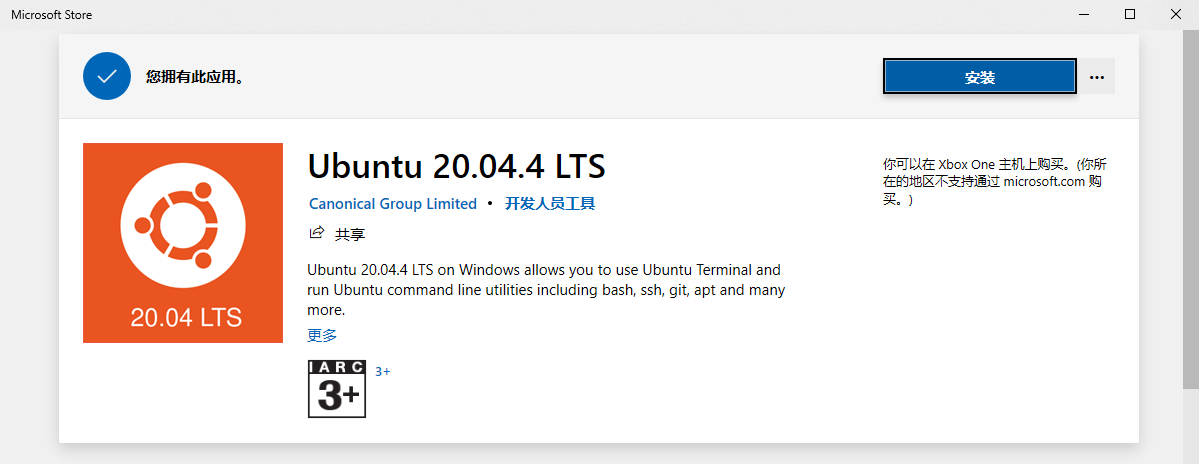 Microsoft Store
您拥有此应用。
安装
20.04 LTS
Ubuntu 20.04.4 LTS
Canonical Group Limited • 开发人员工具
共享
Ubuntu 20.04.4 LTS on Windows allows you to use Ubuntu Terminal and
run Ubuntu command line utilities including bash, ssh, git, apt and many
more.
更多
IARC
3+
3+
你可以在 Xbox One 主机上购买。(你所
在的地区不支持通过 microsoft.com 购
买。)